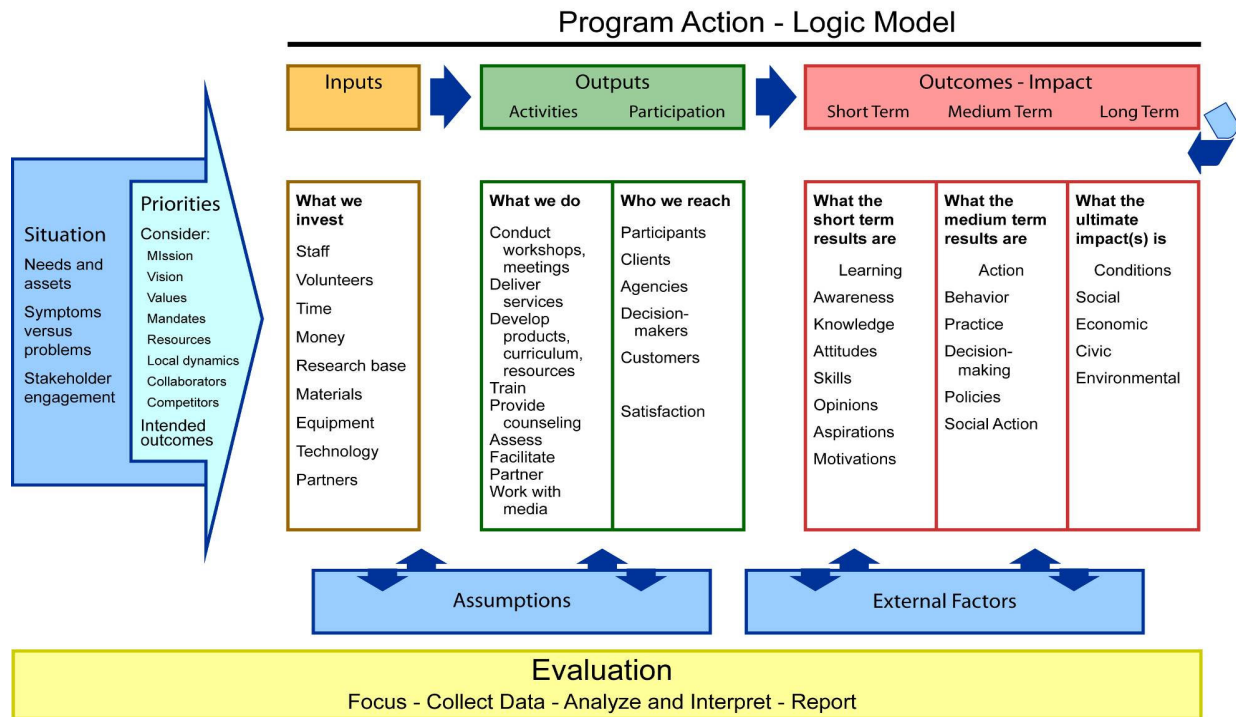 Program Action - Logic Model
Inputs
Outputs
Activities Participation
Outcomes - Impact
Short Term Medium Term Long Term
Situation
Needs and
assets
Symptoms
versus
problems
Stakeholder
engagement
Priorities
Consider:
MIssion
Vision
Values
Mandates
Resources
Local dynamics
Collaborators
Competitors
Intended
outcomes
What we
invest
Staff
Volunteers
Time
Money
Research base
Materials
Equipment
Technology
Partners
What we do
Conduct
workshops,
meetings
Deliver
services
Develop
products,
curriculum,
resources
Train
Provide
counseling
Assess
Facilitate
Partner
Work with
media
Who we reach
Participants
Clients
Agencies
Decision-
makers
Customers
Satisfaction
What the
short term
results are
Learning
Awareness
Knowledge
Attitudes
Skills
Opinions
Aspirations
Motivations
What the
medium term
results are
Action
Behavior
Practice
Decision-
making
Policies
Social Action
What the
ultimate
impact(s) is
Conditions
Social
Economic
Civic
Environmental
Assumptions
External Factors
Evaluation
Focus - Collect Data - Analyze and Interpret - Report